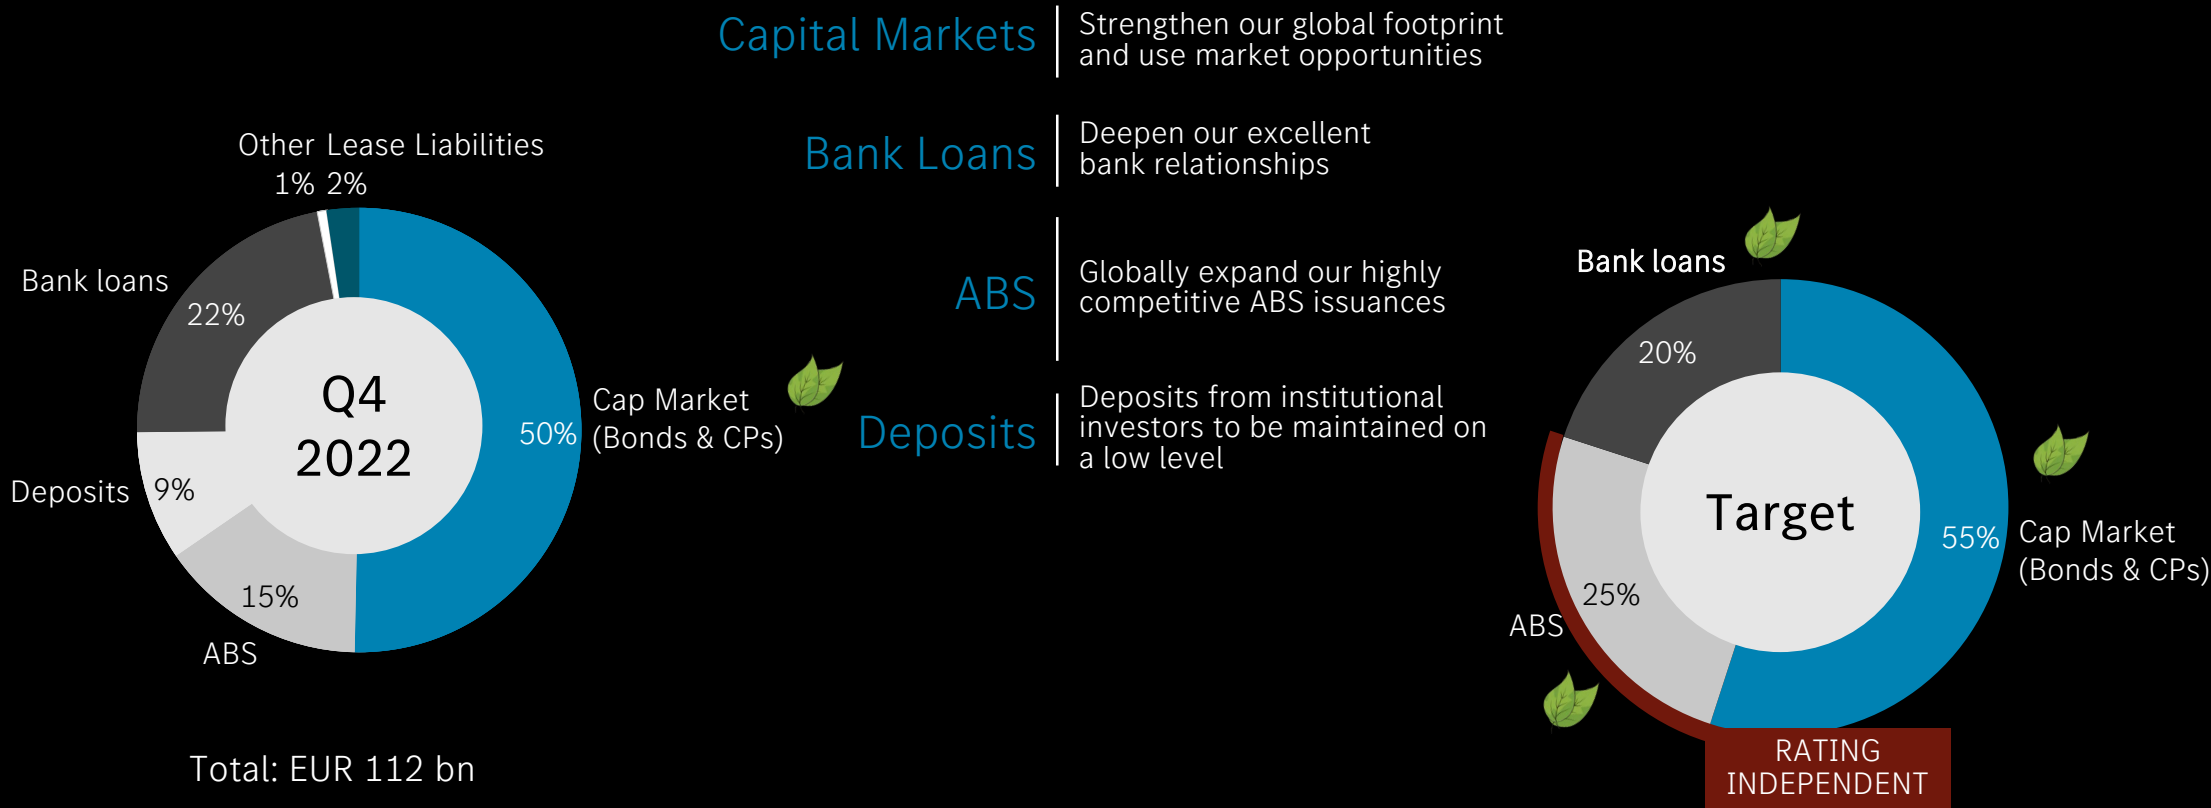 Capital Markets
Strengthen our global footprint
and use market opportunities
Bank Loans
Deepen our excellent
bank relationships
ABS
Globally expand our highly
competitive ABS issuances
Deposits
Deposits from institutional
investors to be maintained on
a low level
Other Lease Liabilities
1% 2%
Bank loans
22%
Q4
2022
50%
Cap Market
(Bonds & CPs)
Deposits
9%
15%
ABS
Total: EUR 112 bn
Bank loans
20%
Target
55%
Cap Market
(Bonds & CPs)
25%
ABS
RATING
INDEPENDENT